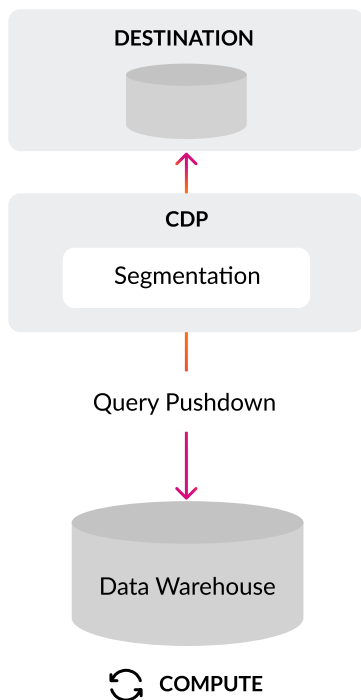 DESTINATION
CDP
Segmentation
Query Pushdown
Data Warehouse
COMPUTE